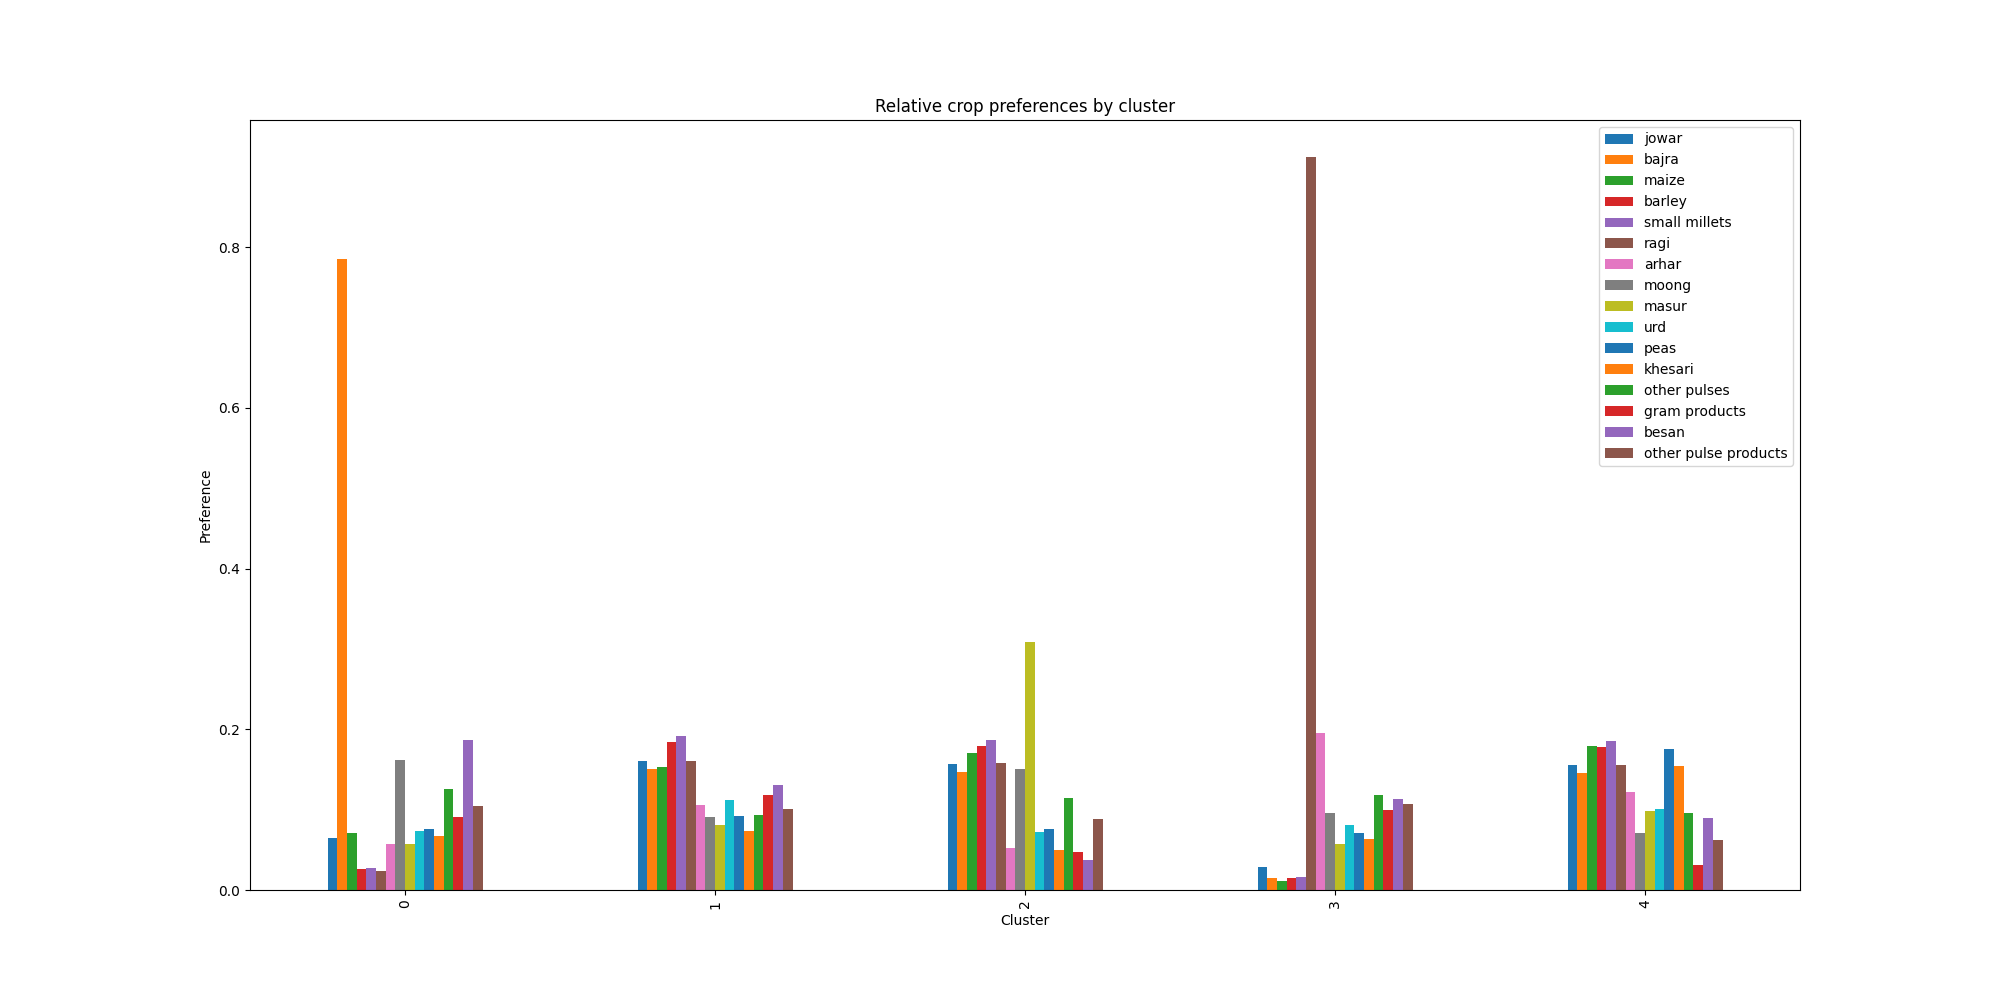 Relative crop preferences by cluster
jowar
bajra
maize
barley
small millets
ragi
arhar
moong
masur
urd
peas
khesari
other pulses
gram products
besan
other pulse products
Preference
0.8
0.6
0.4
0.2
0.0
0
1
2
3
4
Cluster